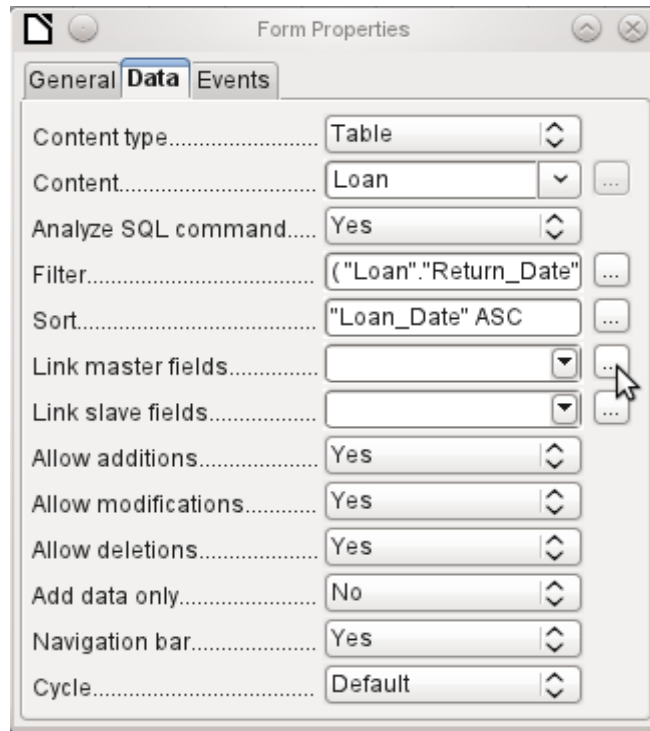 Form Properties
General Data Events
Content type........................ Table
Content.................................. Loan ...
Analyze SQL command..... Yes
Filter...................................... ( "Loan"."Return_Date" ...
Sort........................................ "Loan_Date" ASC ...
Link master fields............... ...
Link slave fields.................. ...
Allow additions.................... Yes
Allow modifications............ Yes
Allow deletions.................... Yes
Add data only....................... No
Navigation bar..................... Yes
Cycle...................................... Default